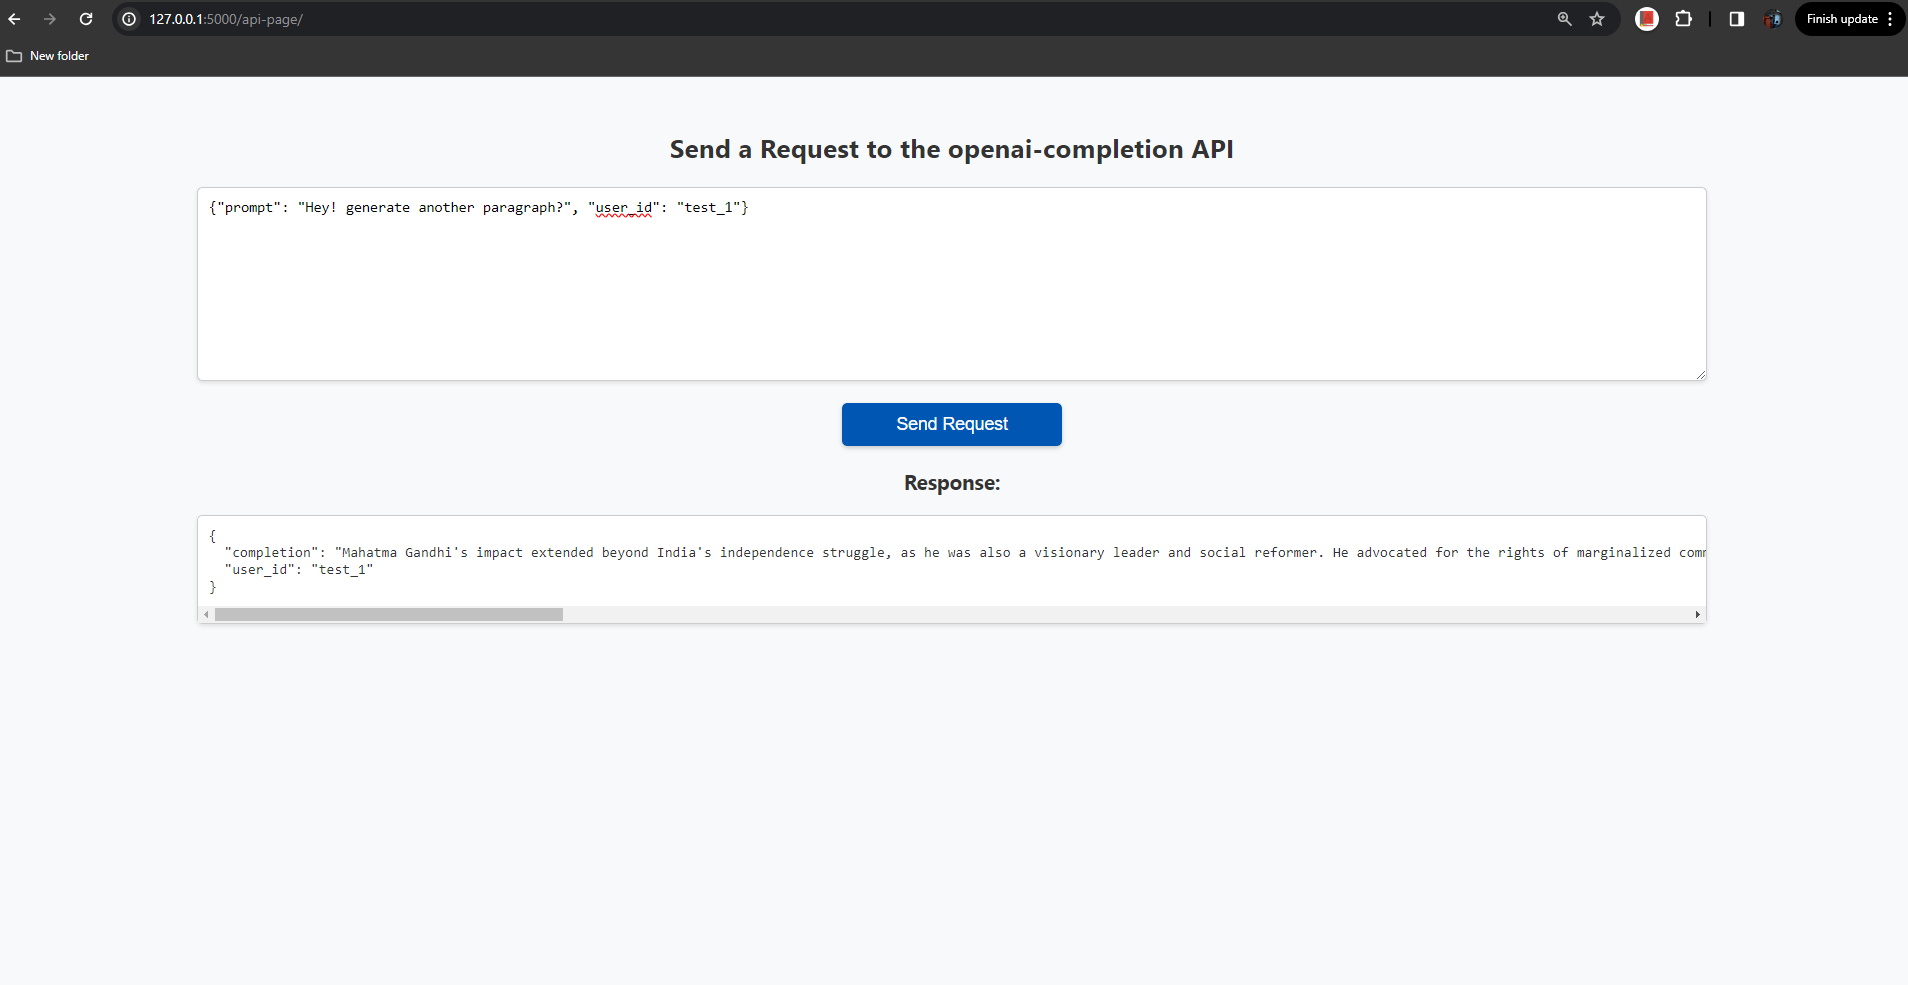 127.0.0.1:5000/api-page/
Finish update
New folder
Send a Request to the openai-completion API
{"prompt": "Hey! generate another paragraph?", "user_id": "test_1"}
Send Request
Response:
{
"completion": "Mahatma Gandhi's impact extended beyond India's independence struggle, as he was also a visionary leader and social reformer. He advocated for the rights of marginalized
"user_id": "test_1"
}